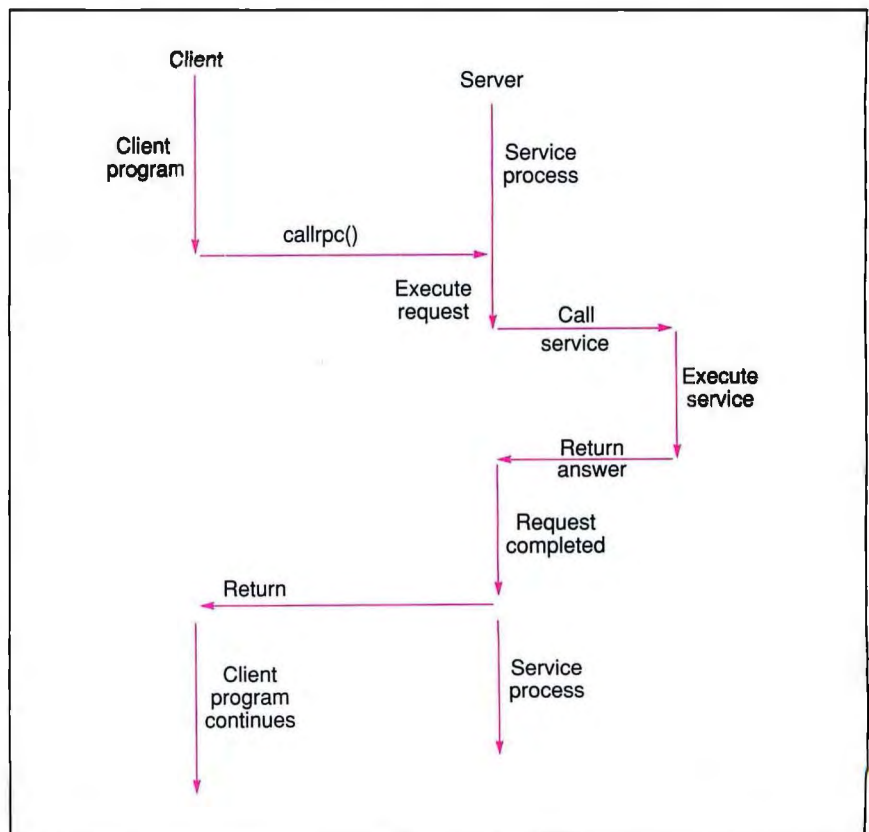 Client
Server
Client
program
Service
process
callrpc()
Execute
request
Call
service
Execute
service
Return
answer
Request
completed
Return
Client
program
continues
Service
process